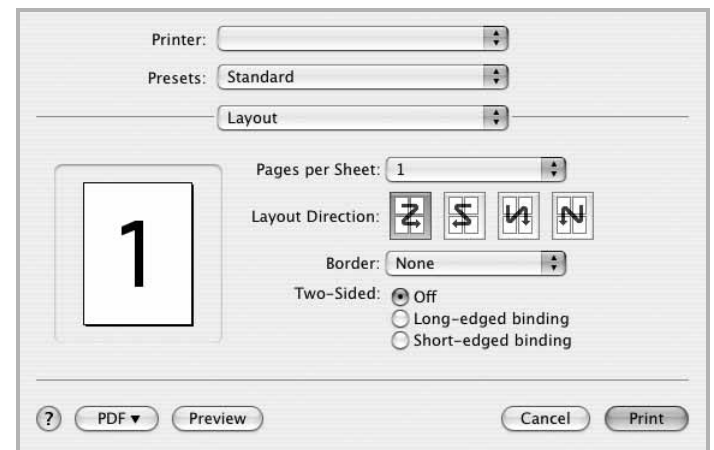 Printer:
Presets: Standard
Layout
Pages per Sheet: 1
1
Layout Direction:
Border: None
Two-Sided: Off
Long-edged binding
Short-edged binding
? PDF▼ Preview Cancel Print